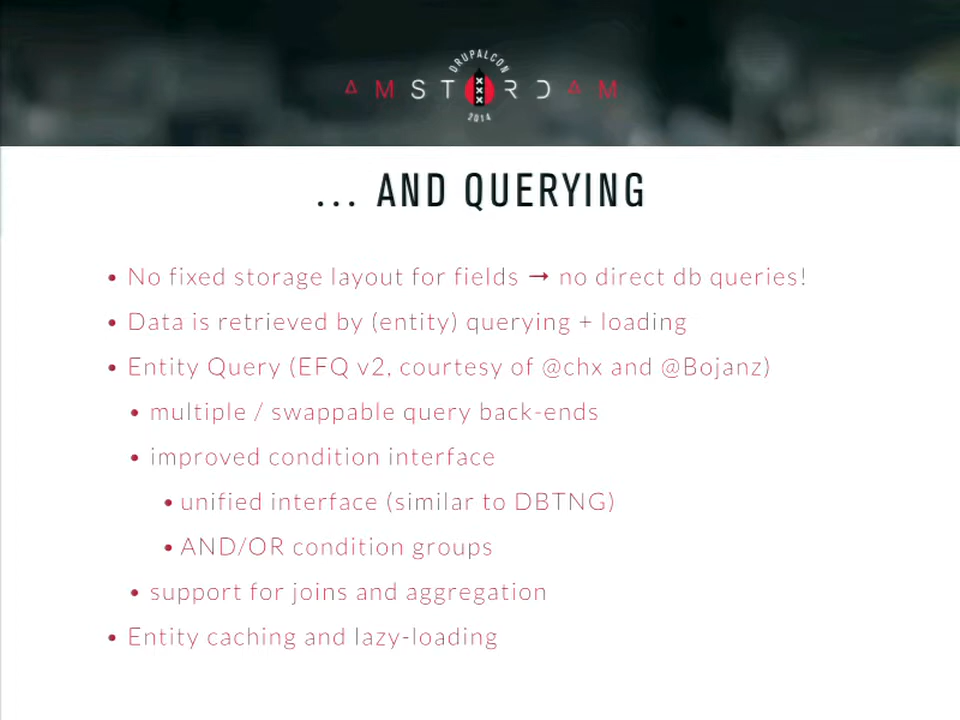 DRUPALCON
AMSTERDAM
2014
... AND QUERYING
• No fixed storage layout for fields → no direct db queries!
• Data is retrieved by (entity) querying + loading
• Entity Query (EFQ v2, courtesy of @chx and @Bojanz)
• multiple / swappable query back-ends
• improved condition interface
• unified interface (similar to DBTNG)
• AND/OR condition groups
• support for joins and aggregation
• Entity caching and lazy-loading